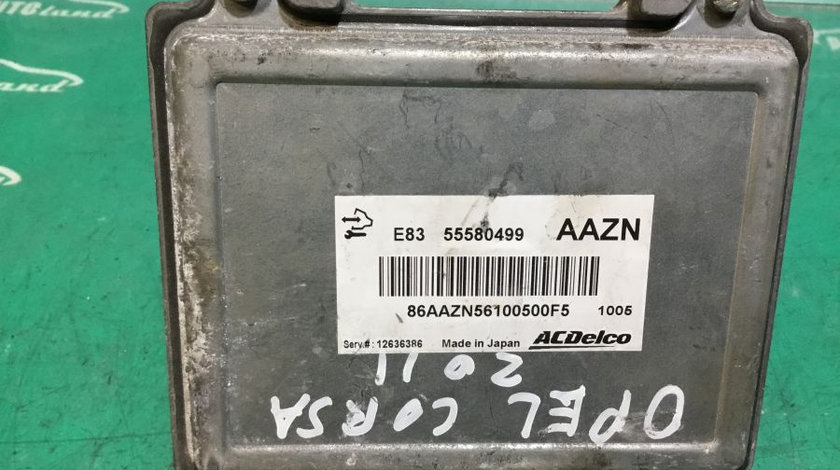 E83 55580499 AAZN
86AAZN56100500F5 1005
Serv.#: 12636386 Made in Japan ACDelco
OPEL CORSA
2011